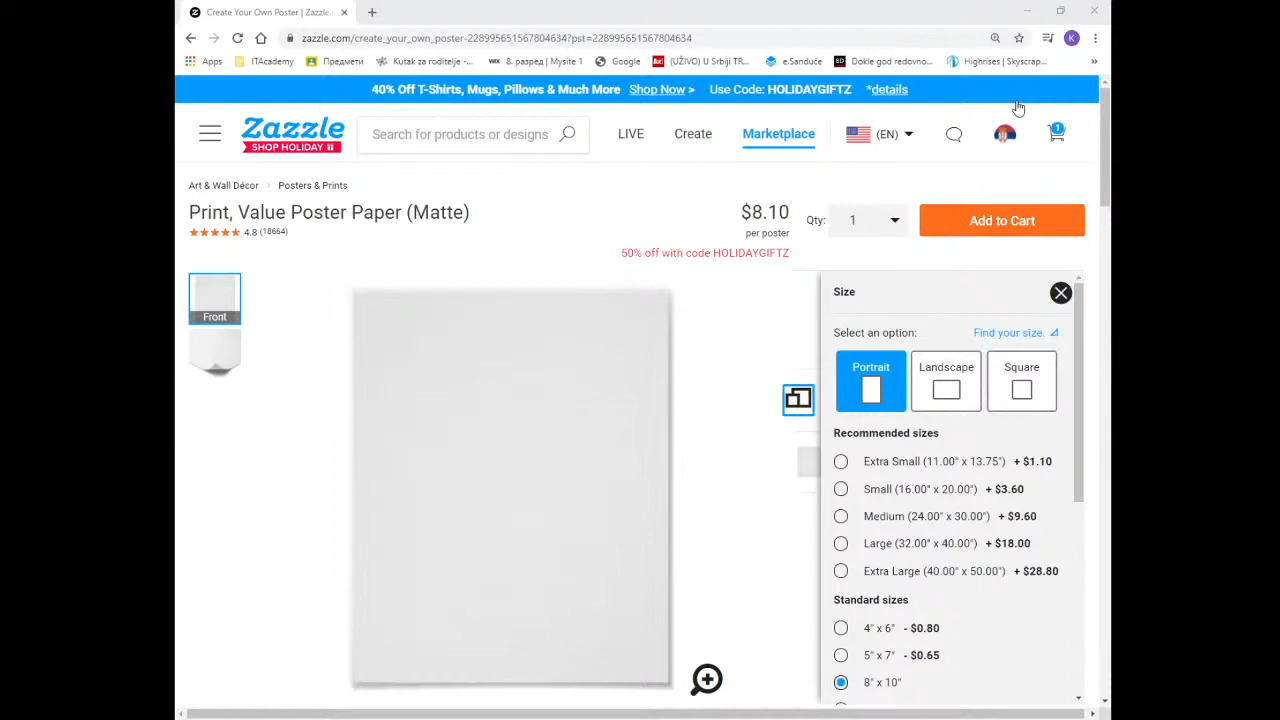 Create Your Own Poster | Zazzle.
zazzle.com/create_your_own_poster-228995651567804634?pst=228995651567804634
K
Apps
ITAcademy
Предмети
Kutak za roditelje -...
WIX
8. разред | Mysite 1
Google
(UŽIVO) U Srbiji TR...
e.Sanduče
Dokle god redovno...
Highrises | Skyscrap...
40% Off T-Shirts, Mugs, Pillows & Much More Shop Now > Use Code: HOLIDAYGIFTZ *details
Zazzle
SHOP HOLIDAY
Search for products or designs
LIVE
Create
Marketplace
(EN)
1
Art & Wall Décor
Posters & Prints
Print, Value Poster Paper (Matte)
4.8 (18664)
$8.10
per poster
50% off with code HOLIDAYGIFTZ
Qty:
1
Add to Cart
Front
Size
Select an option:
Find your size.
Portrait
Landscape
Square
Recommended sizes
Extra Small (11.00" x 13.75") + $1.10
Small (16.00" x 20.00") + $3.60
Medium (24.00" x 30.00") + $9.60
Large (32.00" x 40.00") + $18.00
Extra Large (40.00" x 50.00") + $28.80
Standard sizes
4" x 6" - $0.80
5" x 7" - $0.65
8" x 10"